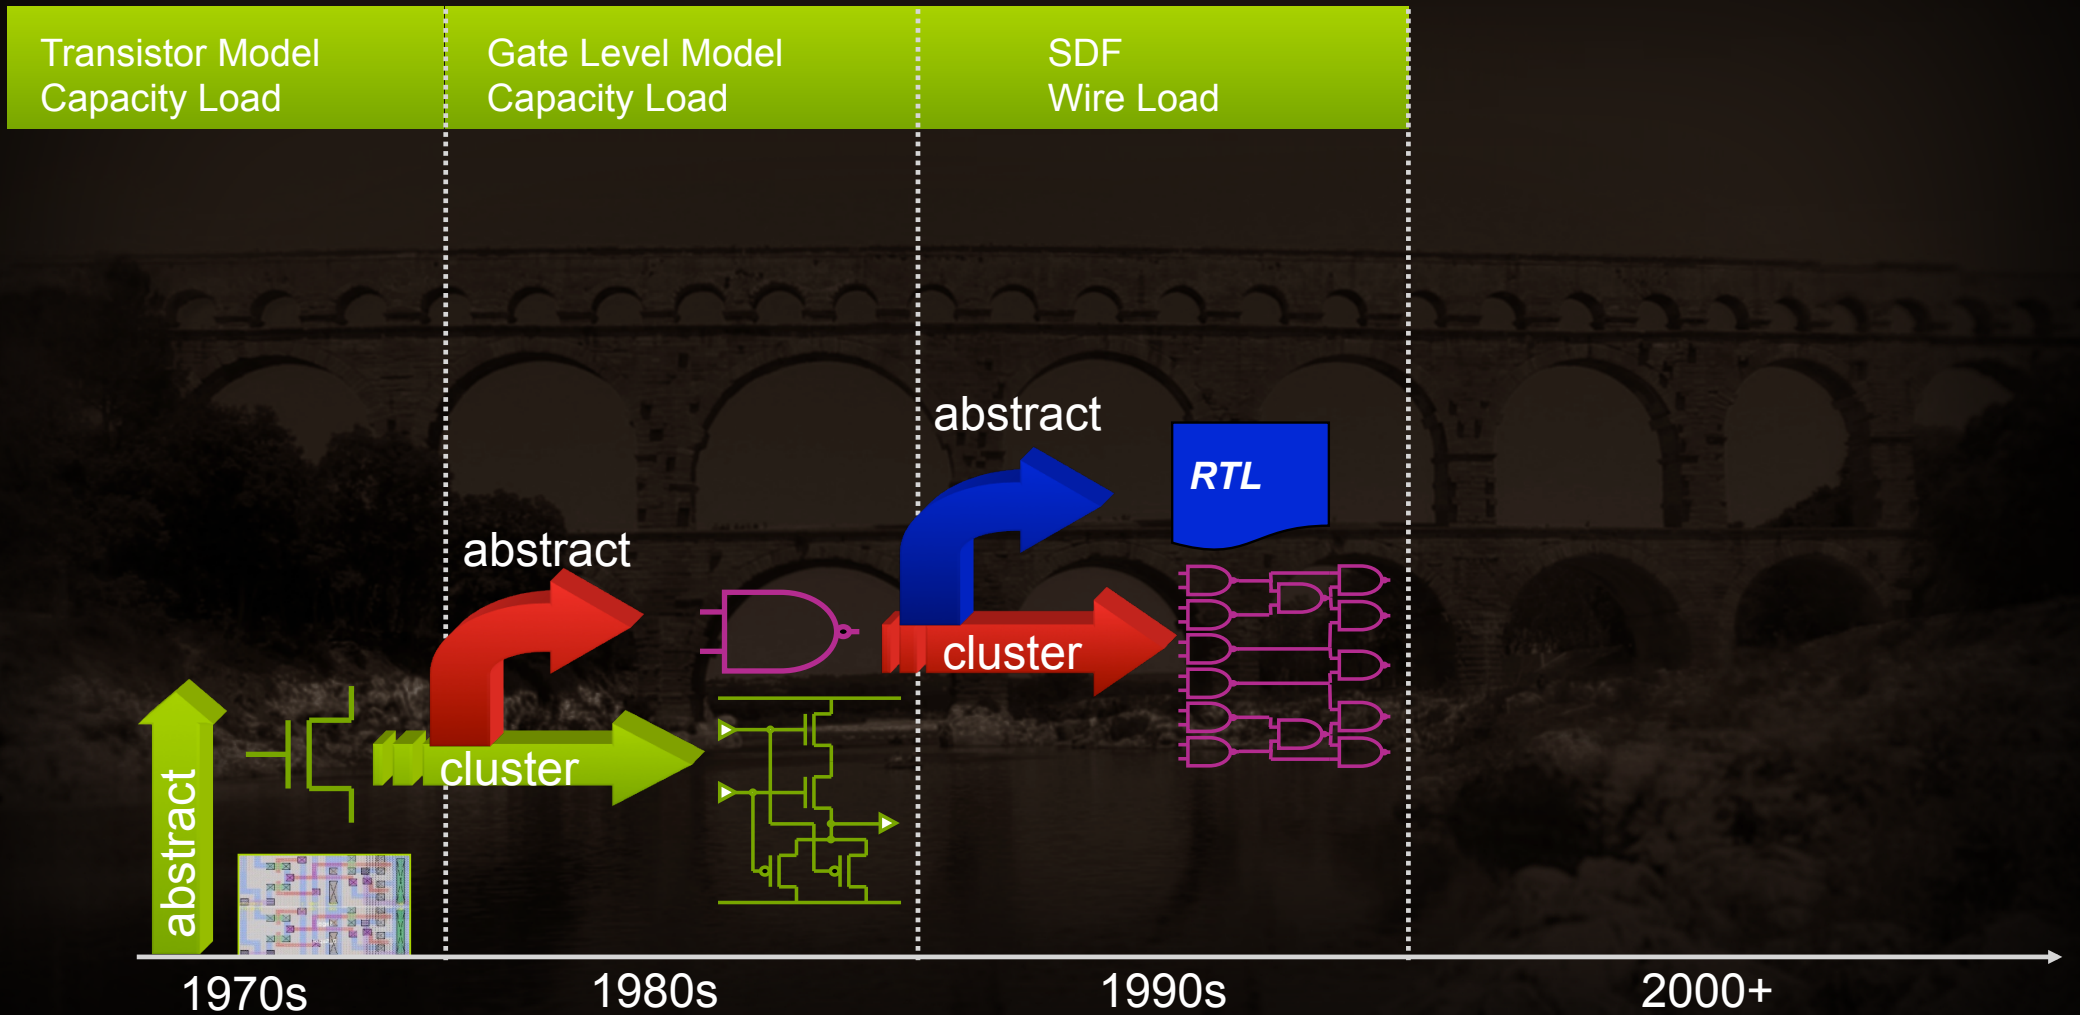 Transistor Model
Capacity Load
Gate Level Model
Capacity Load
SDF
Wire Load
abstract
RTL
abstract
cluster
cluster
abstract
1970s
1980s
1990s
2000+